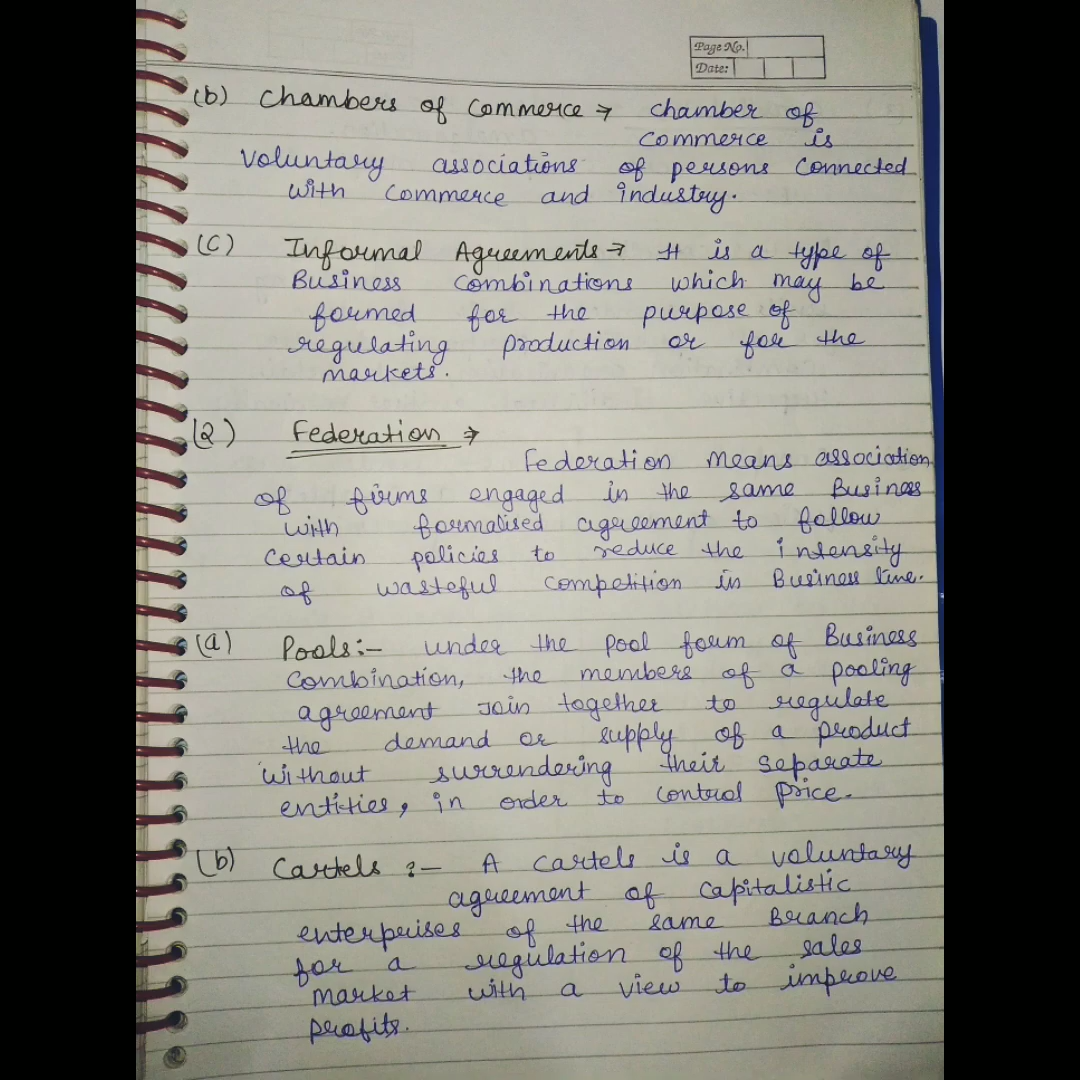 Page No.
Date:
(b) Chambers of Commerce → chamber of
commerce is
voluntary associations of persons connected
with commerce and industry.
(C) Informal Agreements → It is a type of
Business combinations which may be
formed for the purpose of
regulating production or for the
markets.
(2) Federation →
Federation means association
of firms engaged in the same Business
with formalised agreement to follow
certain policies to reduce the intensity
of wasteful competition in Business line.
(a) Pools:- under the pool form of Business
Combination, the members of a pooling
agreement Join together to regulate
the demand or supply of a product
without surrendering their separate
entities, in order to control price.
(b) Cartels :- A cartels is a voluntary
agreement of capitalistic
enterprises of the same Branch
for a regulation of the sales
market with a view to improve
profits.